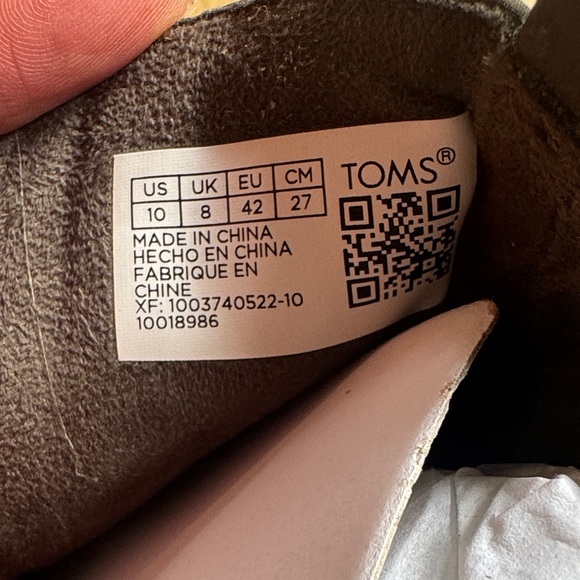 US UK EU CM
10 8 42 27
TOMS®
MADE IN CHINA
HECHO EN CHINA
FABRIQUE EN
CHINE
XF: 1003740522-10
10018986